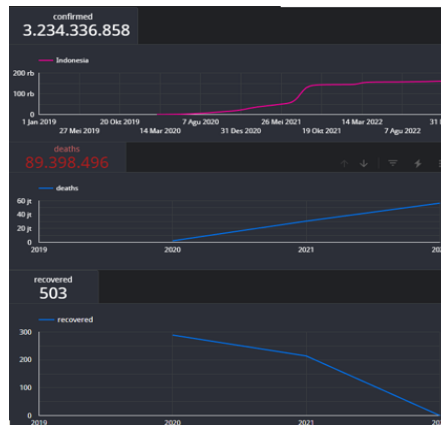 confirmed
3.234.336.858
Indonesia
200 rb
100 rb
0
1 Jan 2019 20 Okt 2019 7 Agu 2020 26 Mei 2021 14 Mar 2022 31
27 Mei 2019 14 Mar 2020 31 Des 2020 19 Okt 2021 7 Agu 2022
deaths
89.398.496
deaths
60 jt
40 jt
20 jt
0
2019 2020 2021
recovered
503
recovered
300
200
100
0
2019 2020 2021